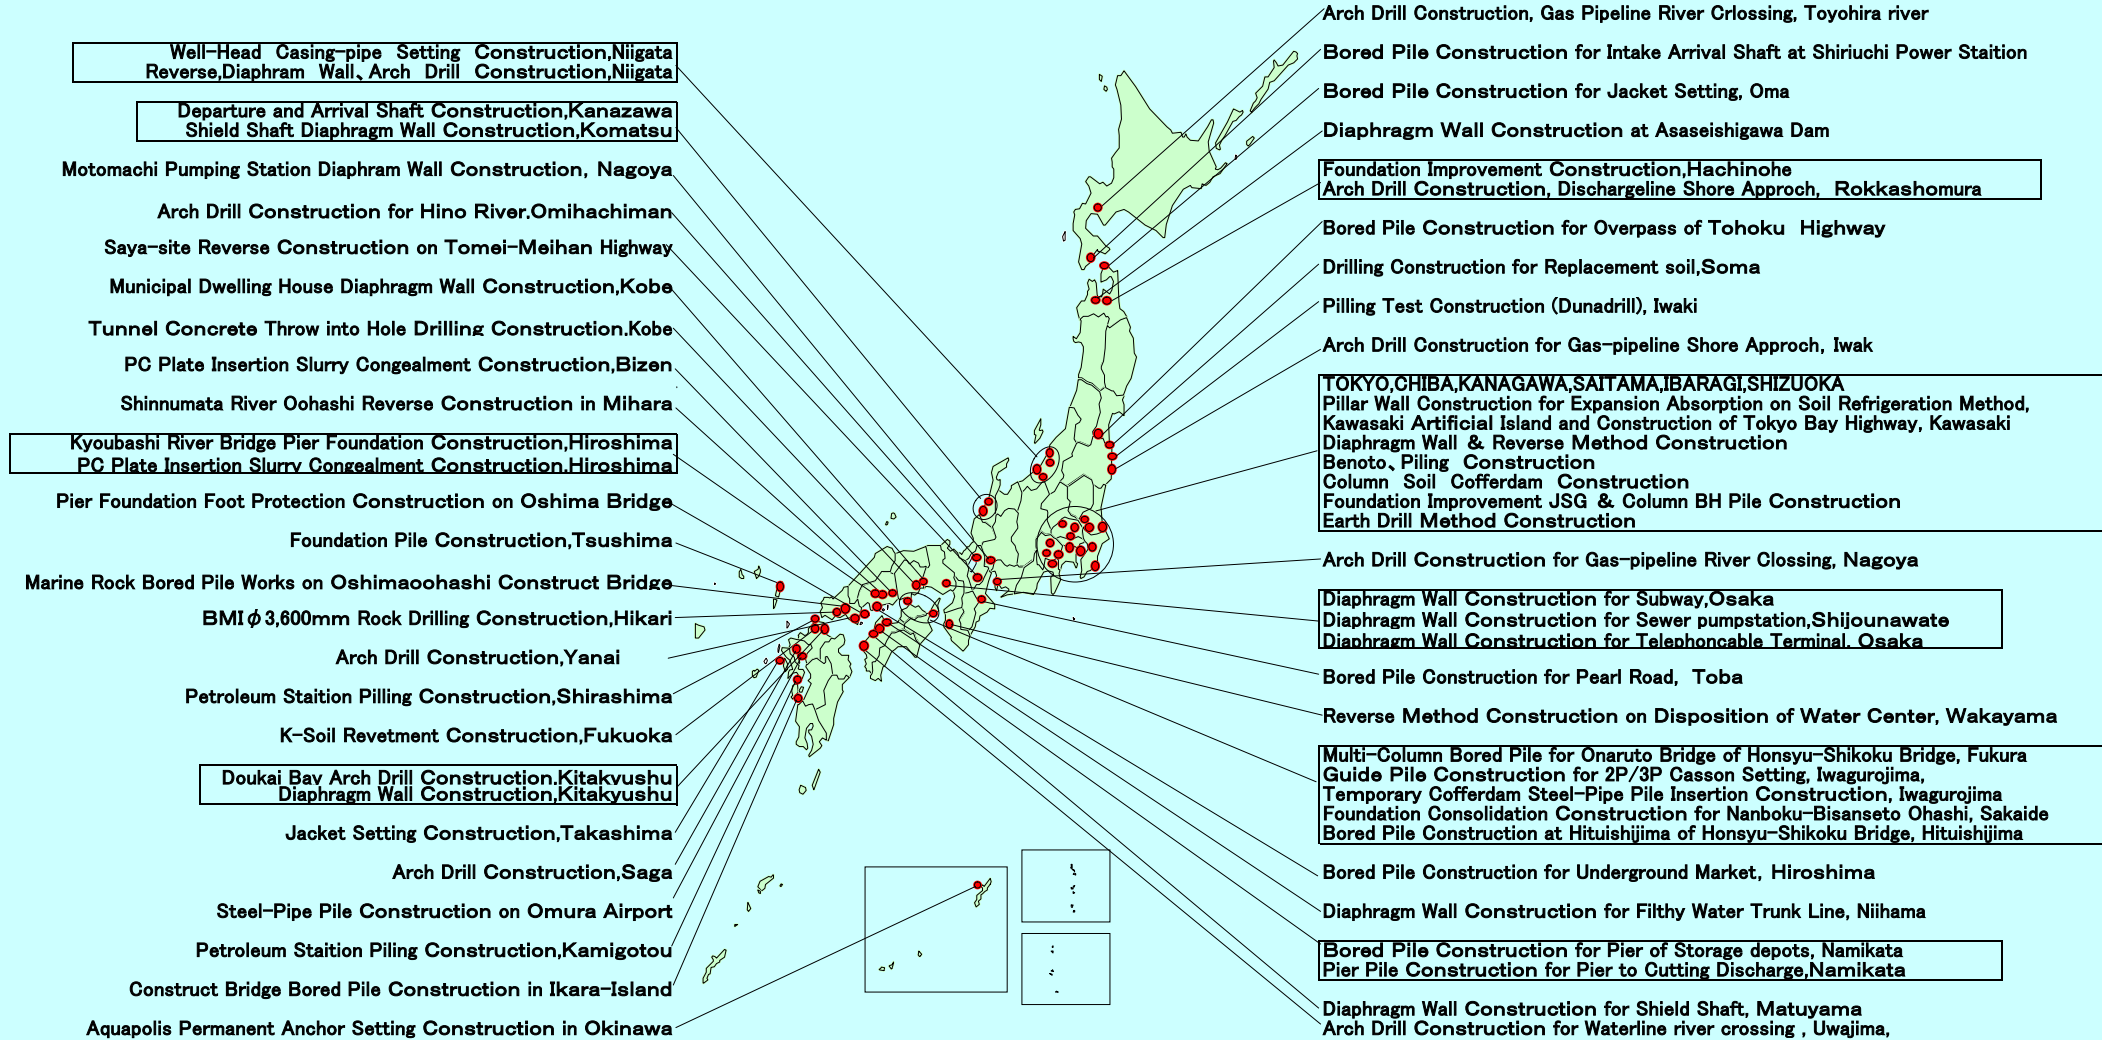 Well-Head Casing-pipe Setting Construction,Niigata
Reverse,Diaphram Wall、Arch Drill Construction,Niigata
Departure and Arrival Shaft Construction,Kanazawa
Shield Shaft Diaphragm Wall Construction,Komatsu
Motomachi Pumping Station Diaphram Wall Construction, Nagoya
Arch Drill Construction for Hino River.Omihachiman
Saya-site Reverse Construction on Tomei-Meihan Highway
Municipal Dwelling House Diaphragm Wall Construction,Kobe
Tunnel Concrete Throw into Hole Drilling Construction.Kobe
PC Plate Insertion Slurry Congealment Construction,Bizen
Shinnumata River Oohashi Reverse Construction in Mihara
Kyoubashi River Bridge Pier Foundation Construction,Hiroshima
PC Plate Insertion Slurry Congealment Construction.Hiroshima
Pier Foundation Foot Protection Construction on Oshima Bridge
Foundation Pile Construction,Tsushima
Marine Rock Bored Pile Works on Oshimaoohashi Construct Bridge
BMIφ3,600mm Rock Drilling Construction,Hikari
Arch Drill Construction,Yanai
Petroleum Staition Pilling Construction,Shirashima
K-Soil Revetment Construction,Fukuoka
Doukai Bay Arch Drill Construction.Kitakyushu
Diaphragm Wall Construction,Kitakyushu
Jacket Setting Construction,Takashima
Arch Drill Construction,Saga
Steel-Pipe Pile Construction on Omura Airport
Petroleum Staition Piling Construction,Kamigotou
Construct Bridge Bored Pile Construction in Ikara-Island
Aquapolis Permanent Anchor Setting Construction in Okinawa
Arch Drill Construction, Gas Pipeline River Crlossing, Toyohira river
Bored Pile Construction for Intake Arrival Shaft at Shiriuchi Power Staition
Bored Pile Construction for Jacket Setting, Oma
Diaphragm Wall Construction at Asaseishigawa Dam
Foundation Improvement Construction,Hachinohe
Arch Drill Construction, Dischargeline Shore Approch, Rokkashomura
Bored Pile Construction for Overpass of Tohoku Highway
Drilling Construction for Replacement soil,Soma
Pilling Test Construction (Dunadrill), Iwaki
Arch Drill Construction for Gas-pipeline Shore Approch, Iwak
TOKYO,CHIBA,KANAGAWA,SAITAMA,IBARAGI,SHIZUOKA
Pillar Wall Construction for Expansion Absorption on Soil Refrigeration Method,
Kawasaki Artificial Island and Construction of Tokyo Bay Highway, Kawasaki
Diaphragm Wall & Reverse Method Construction
Benoto、Piling Construction
Column Soil Cofferdam Construction
Foundation Improvement JSG & Column BH Pile Construction
Earth Drill Method Construction
Arch Drill Construction for Gas-pipeline River Clossing, Nagoya
Diaphragm Wall Construction for Subway,Osaka
Diaphragm Wall Construction for Sewer pumpstation,Shijounawate
Diaphragm Wall Construction for Telephoncable Terminal, Osaka
Bored Pile Construction for Pearl Road, Toba
Reverse Method Construction on Disposition of Water Center, Wakayama
Multi-Column Bored Pile for Onaruto Bridge of Honsyu-Shikoku Bridge, Fukura
Guide Pile Construction for 2P/3P Casson Setting, Iwagurojima,
Temporary Cofferdam Steel-Pipe Pile Insertion Construction, Iwagurojima
Foundation Consolidation Construction for Nanboku-Bisanseto Ohashi, Sakaide
Bored Pile Construction at Hituishijima of Honsyu-Shikoku Bridge, Hituishijima
Bored Pile Construction for Underground Market, Hiroshima
Diaphragm Wall Construction for Filthy Water Trunk Line, Niihama
Bored Pile Construction for Pier of Storage depots, Namikata
Pier Pile Construction for Pier to Cutting Discharge,Namikata
Diaphragm Wall Construction for Shield Shaft, Matuyama
Arch Drill Construction for Waterline river crossing , Uwajima,